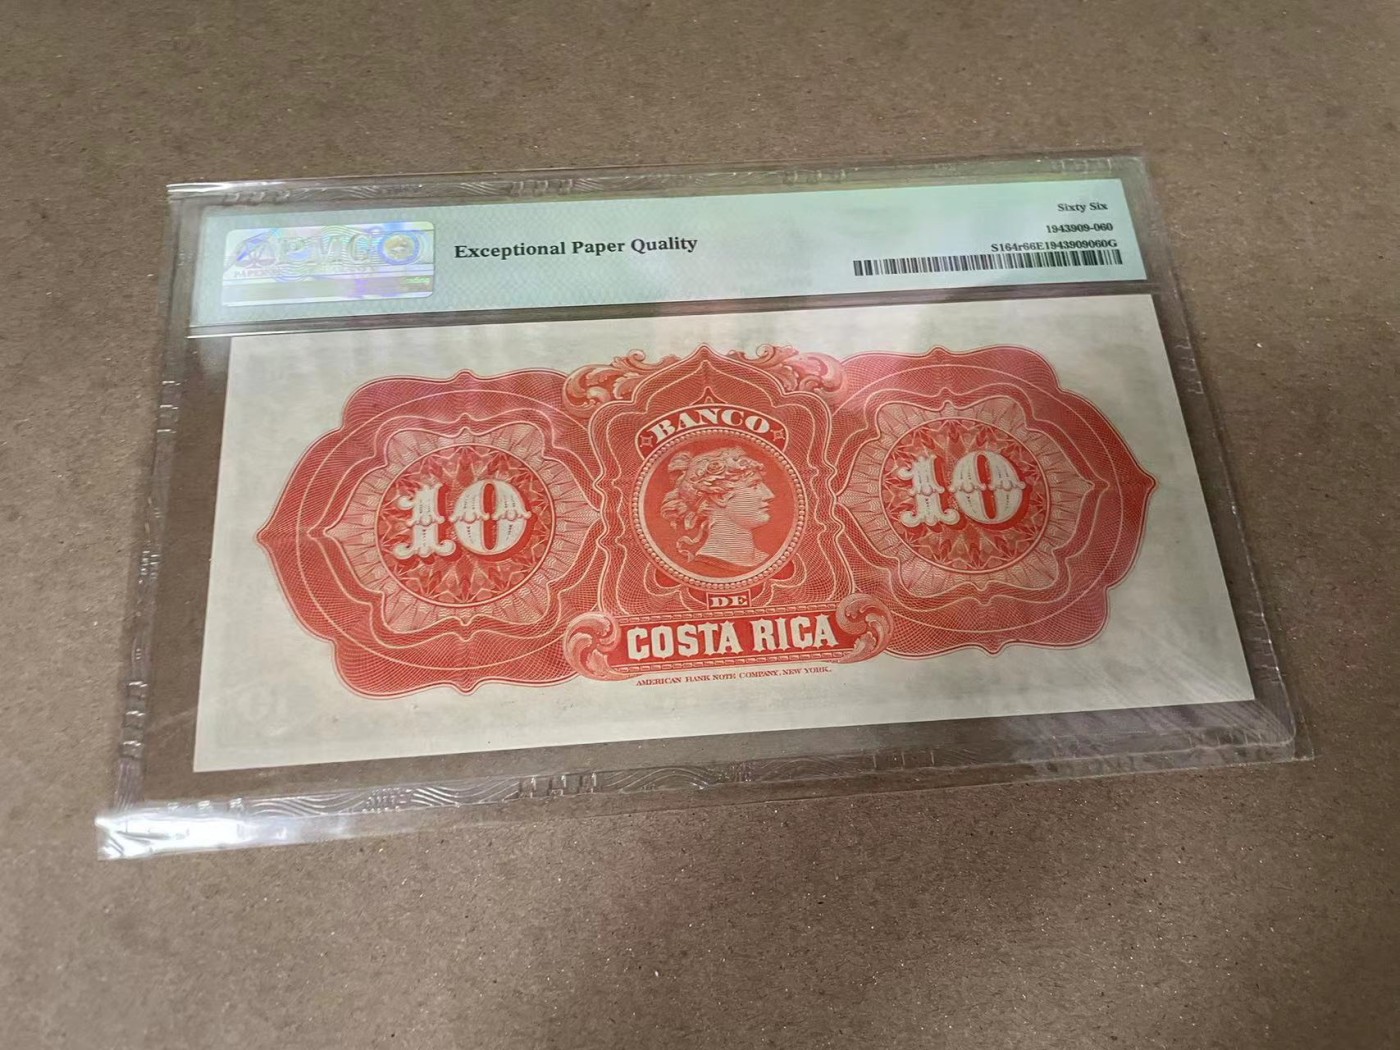 PMG
Exceptional Paper Quality
Sixty Six
1943909-060
S164r66E1943909060G
BANCO
10
10
DE
COSTA RICA
AMERICAN BANK NOTE COMPANY, NEW YORK.